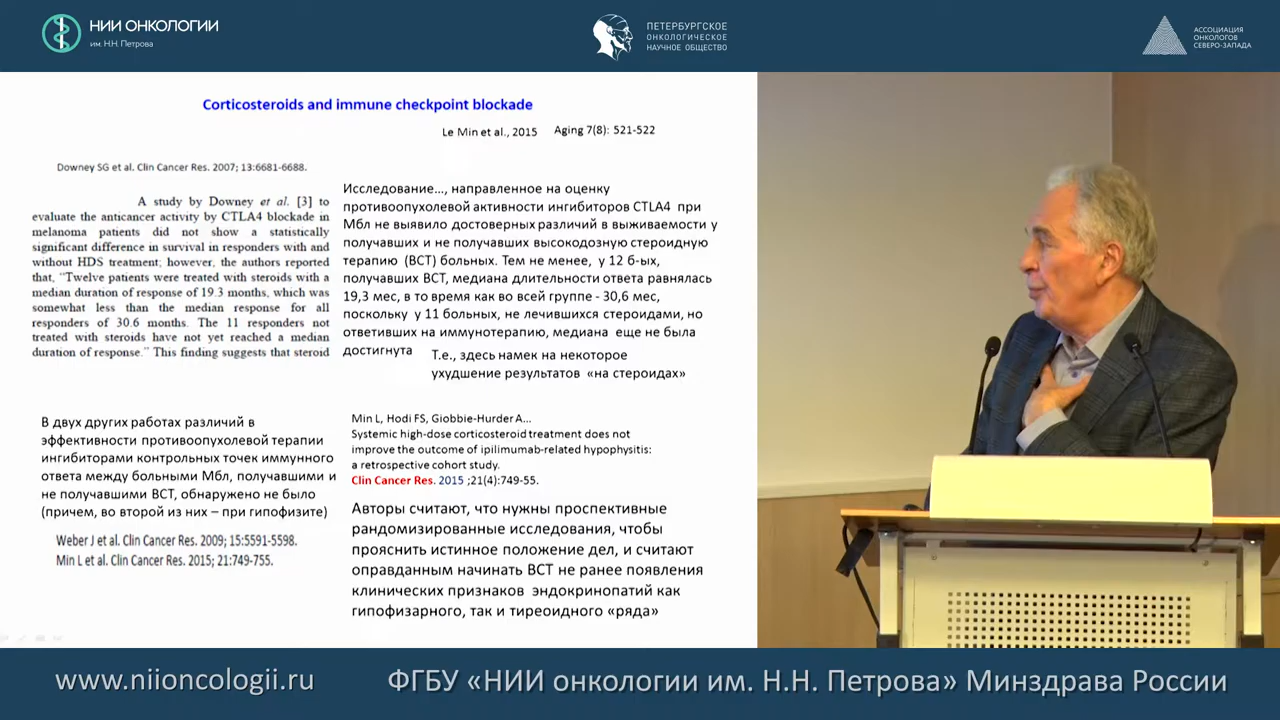 НИИ ОНКОЛОГИИ
им. Н.Н. Петрова
ПЕТЕРБУРГСКОЕ
ОНКОЛОГИЧЕСКОЕ
НАУЧНОЕ ОБЩЕСТВО
АССОЦИАЦИЯ
ОНКОЛОГОВ
СЕВЕРО-ЗАПАДА
Corticosteroids and immune checkpoint blockade
Le Min et al., 2015 Aging 7(8): 521-522
Downey SG et al. Clin Cancer Res. 2007; 13:6681-6688.
A study by Downey et al. [3] to
evaluate the anticancer activity by CTLA4 blockade in
melanoma patients did not show a statistically
significant difference in survival in responders with and
without HDS treatment; however, the authors reported
that, "Twelve patients were treated with steroids with a
median duration of response of 19.3 months, which was
somewhat less than the median response for all
responders of 30.6 months. The 11 responders not
treated with steroids have not yet reached a median
duration of response." This finding suggests that steroid
Исследование…, направленное на оценку
противоопухолевой активности ингибиторов CTLA4 при
Мбл не выявило достоверных различий в выживаемости у
получавших и не получавших высокодозную стероидную
терапию (ВСТ) больных. Тем не менее, у 12 б-ых,
получавших ВСТ, медиана длительности ответа равнялась
19,3 мес, в то время как во всей группе - 30,6 мес,
поскольку у 11 больных, не лечившихся стероидами, но
ответивших на иммунотерапию, медиана еще не была
достигнута
Т.е., здесь намек на некоторое
ухудшение результатов «на стероидах»
В двух других работах различий в
эффективности противоопухолевой терапии
ингибиторами контрольных точек иммунного
ответа между больными Мбл, получавшими и
не получавшими ВСТ, обнаружено не было
(причем, во второй из них – при гипофизите)
Weber J et al. Clin Cancer Res. 2009; 15:5591-5598.
Min L et al. Clin Cancer Res. 2015; 21:749-755.
Min L, Hodi FS, Giobbie-Hurder A…
Systemic high-dose corticosteroid treatment does not
improve the outcome of ipilimumab-related hypophysitis:
a retrospective cohort study.
Clin Cancer Res. 2015 ;21(4):749-55.
Авторы считают, что нужны проспективные
рандомизированные исследования, чтобы
прояснить истинное положение дел, и считают
оправданным начинать ВСТ не ранее появления
клинических признаков эндокринопатий как
гипофизарного, так и тиреоидного «ряда»
www.niioncologii.ru
ФГБУ «НИИ онкологии им. Н.Н. Петрова» Минздрава России